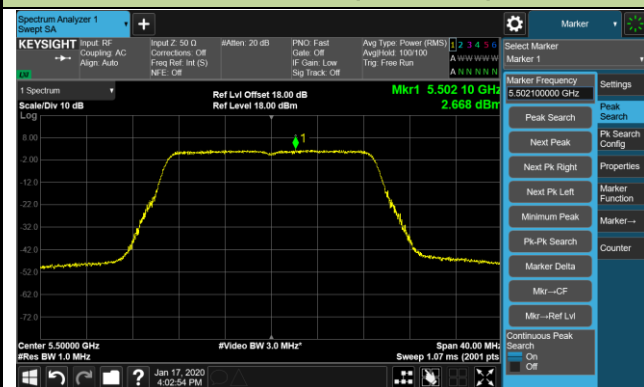 Spectrum Analyzer 1
Swept SA
+
Marker
KEYSIGHT
Input: RF
Coupling: AC
Align: Auto
Input Z: 50 Ω
Corrections: Off
Freq Ref: Int (S)
NFE: Off
#Atten: 20 dB
PNO: Fast
Gate: Off
IF Gain: Low
Sig Track: Off
Avg Type: Power (RMS)
Avg|Hold: 100/100
Trig: Free Run
1 2 3 4 5 6
A W W W W W
A N N N N N
LXI
Select Marker
Marker 1
1 Spectrum
Scale/Div 10 dB
Log
Ref Lvl Offset 18.00 dB
Ref Level 18.00 dBm
Mkr1 5.502 10 GHz
2.668 dBm
1
8.00
-2.00
-12.0
-22.0
-32.0
-42.0
-52.0
-62.0
-72.0
Center 5.50000 GHz
#Res BW 1.0 MHz
#Video BW 3.0 MHz*
Span 40.00 MHz
Sweep 1.07 ms (2001 pts)
Marker Frequency
5.502100000 GHz
Peak Search
Next Peak
Next Pk Right
Next Pk Left
Minimum Peak
Pk-Pk Search
Marker Delta
Mkr→CF
Mkr→Ref Lvl
Continuous Peak
Search
On
Off
Settings
Peak
Search
Pk Search
Config
Properties
Marker
Function
Marker→
Counter
?
Jan 17, 2020
4:02:54 PM